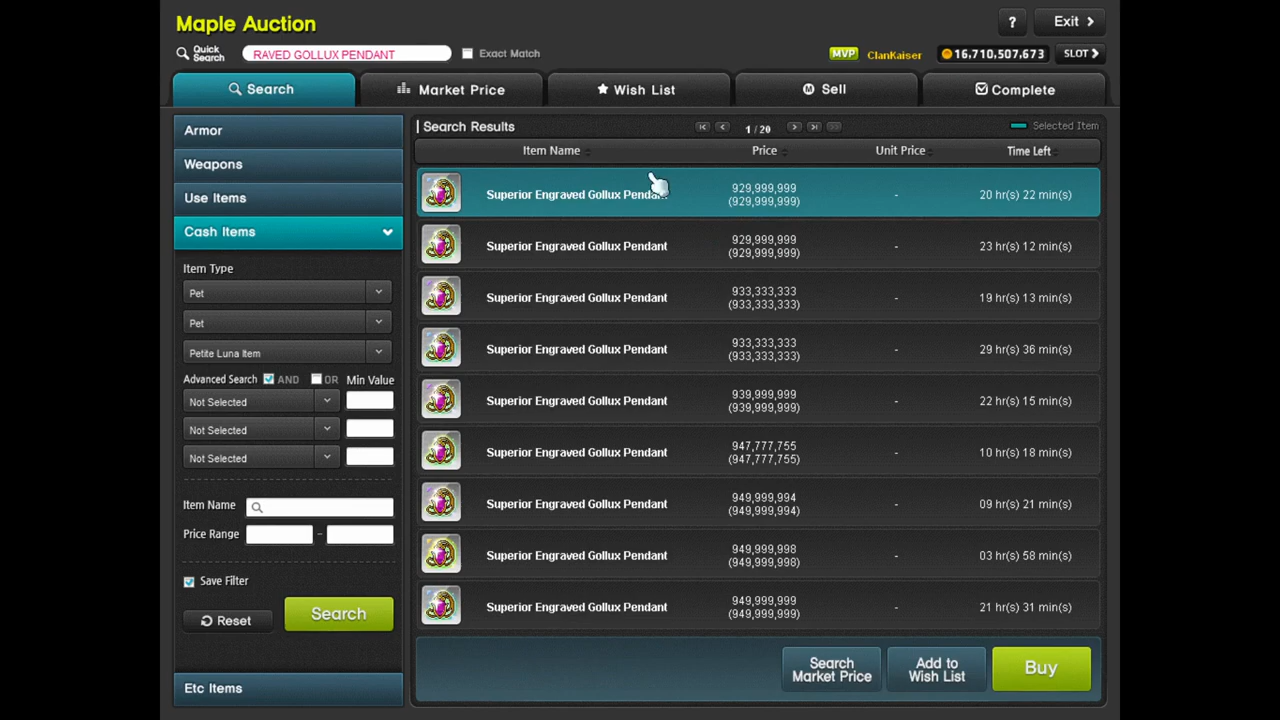 Maple Auction
? Exit
Quick Search RAVED GOLLUX PENDANT Exact Match MVP ClanKaiser 16,710,507,673 SLOT
Search Market Price Wish List Sell Complete
Armor
Weapons
Use Items
Cash Items
Item Type
Pet
Pet
Petite Luna Item
Advanced Search AND OR Min Value
Not Selected
Not Selected
Not Selected
Item Name
Price Range -
Save Filter
Reset Search
Etc Items
Search Results 1 / 20 Selected Item
Item Name Price Unit Price Time Left
Superior Engraved Gollux Pendant 929,999,999 - 20 hr(s) 22 min(s)
(929,999,999)
Superior Engraved Gollux Pendant 929,999,999 - 23 hr(s) 12 min(s)
(929,999,999)
Superior Engraved Gollux Pendant 933,333,333 - 19 hr(s) 13 min(s)
(933,333,333)
Superior Engraved Gollux Pendant 933,333,333 - 29 hr(s) 36 min(s)
(933,333,333)
Superior Engraved Gollux Pendant 939,999,999 - 22 hr(s) 15 min(s)
(939,999,999)
Superior Engraved Gollux Pendant 947,777,755 - 10 hr(s) 18 min(s)
(947,777,755)
Superior Engraved Gollux Pendant 949,999,994 - 09 hr(s) 21 min(s)
(949,999,994)
Superior Engraved Gollux Pendant 949,999,998 - 03 hr(s) 58 min(s)
(949,999,998)
Superior Engraved Gollux Pendant 949,999,999 - 21 hr(s) 31 min(s)
(949,999,999)
Search Market Price Add to Wish List Buy